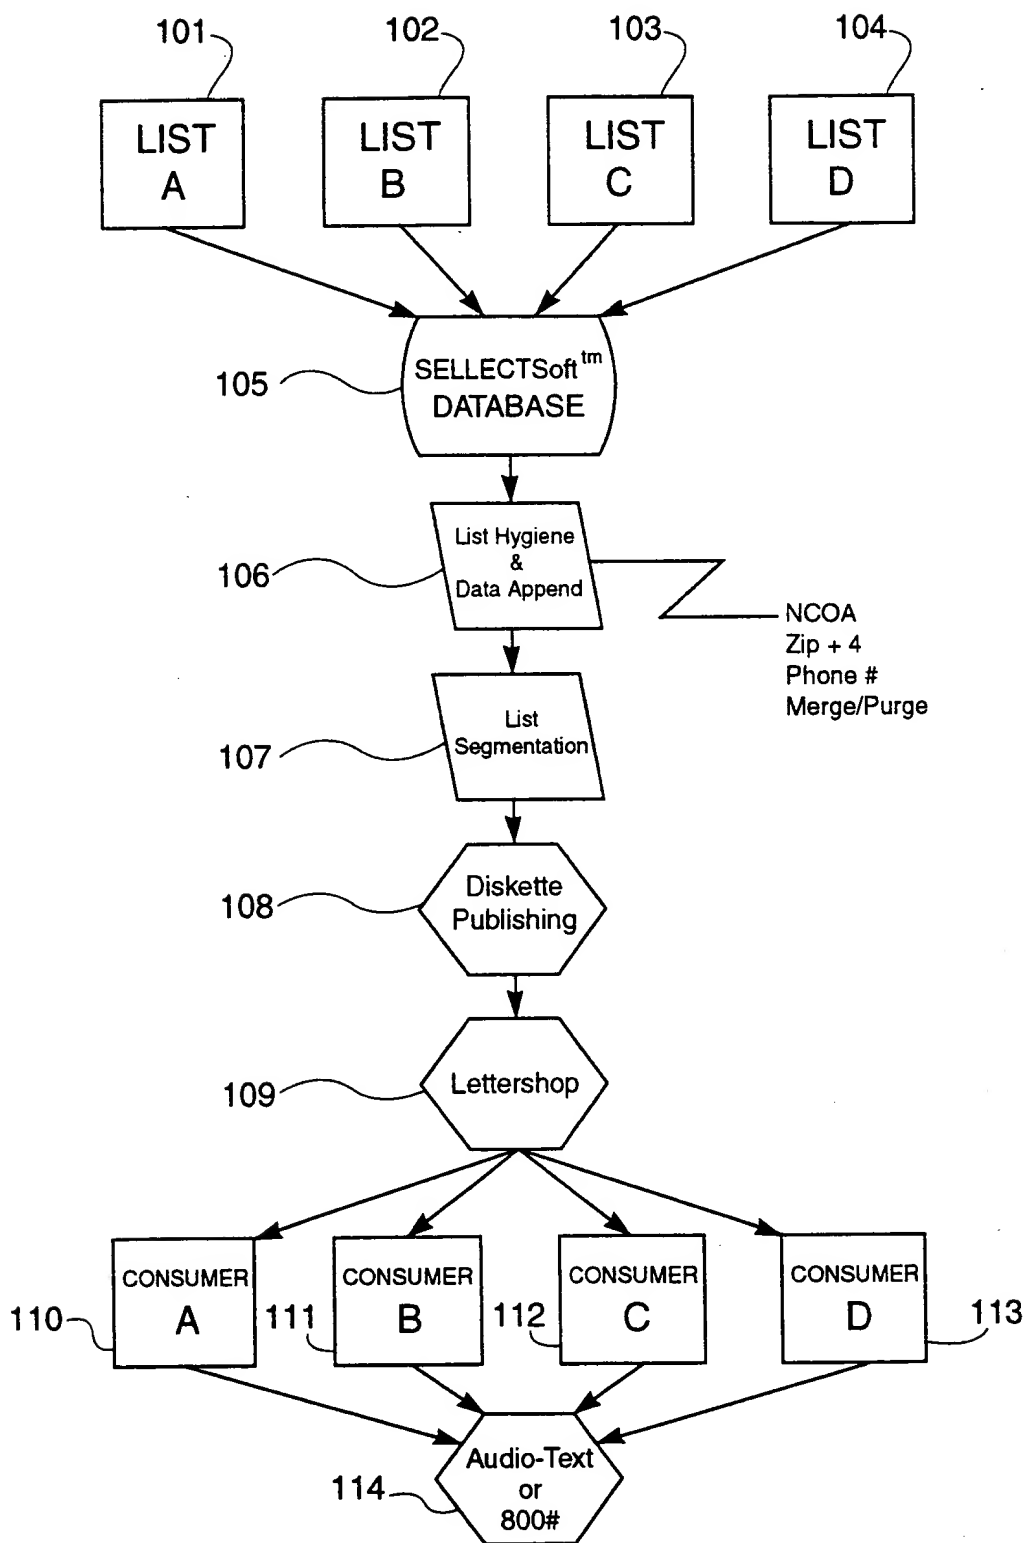 101
102
103
104
LIST
A
LIST
B
LIST
C
LIST
D
105
SELLECTSoft tm
DATABASE
106
List Hygiene
&
Data Append
NCOA
Zip + 4
Phone #
Merge/Purge
107
List
Segmentation
108
Diskette
Publishing
109
Lettershop
CONSUMER
A
CONSUMER
B
CONSUMER
C
CONSUMER
D
110
111
112
113
Audio-Text
or
800#
114